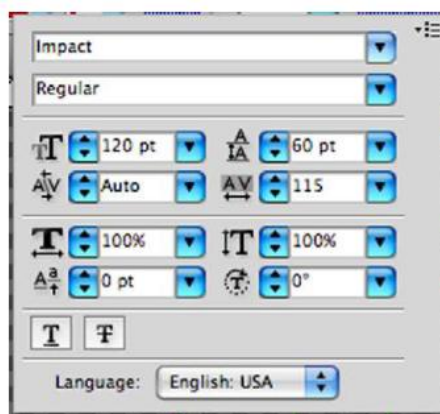 Impact
Regular
120 pt 60 pt
Auto 115
100% 100%
0 pt 0°
Language: English: USA